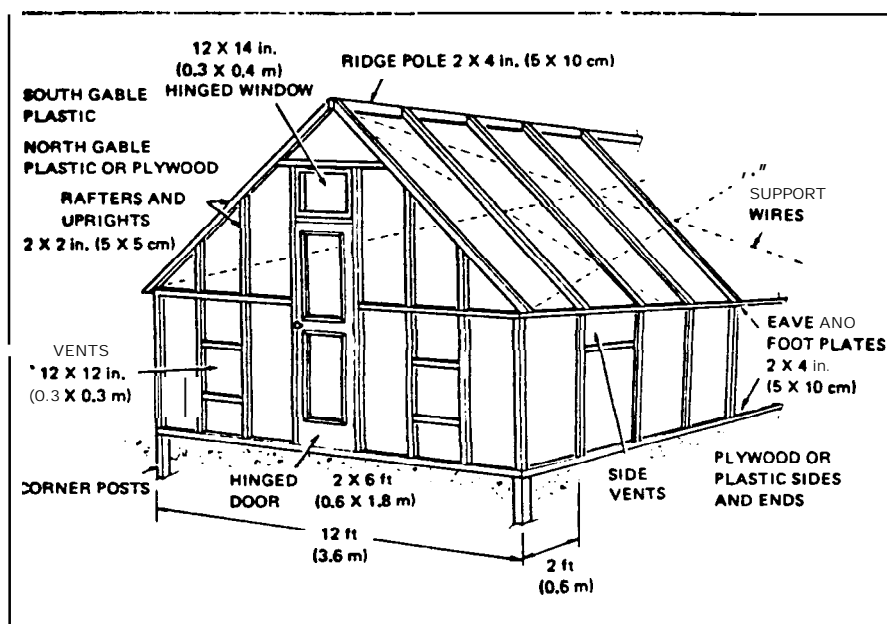 12 X 14 in.
(0.3 X 0.4 m)
HINGED WINDOW
RIDGE POLE 2 X 4 in. (5 X 10 cm)
SOUTH GABLE
PLASTIC
NORTH GABLE
PLASTIC OR PLYWOOD
RAFTERS AND
UPRIGHTS
2 X 2 in. (5 X 5 cm)
SUPPORT
WIRES
VENTS
12 X 12 in.
(0.3 X 0.3 m)
EAVE ANO
FOOT PLATES
2 X 4 in.
(5 X 10 cm)
CORNER POSTS
HINGED
DOOR
2 X 6 ft
(0.6 X 1.8 m)
SIDE
VENTS
PLYWOOD OR
PLASTIC SIDES
AND ENDS
12 ft
(3.6 m)
2 ft
(0.6 m)